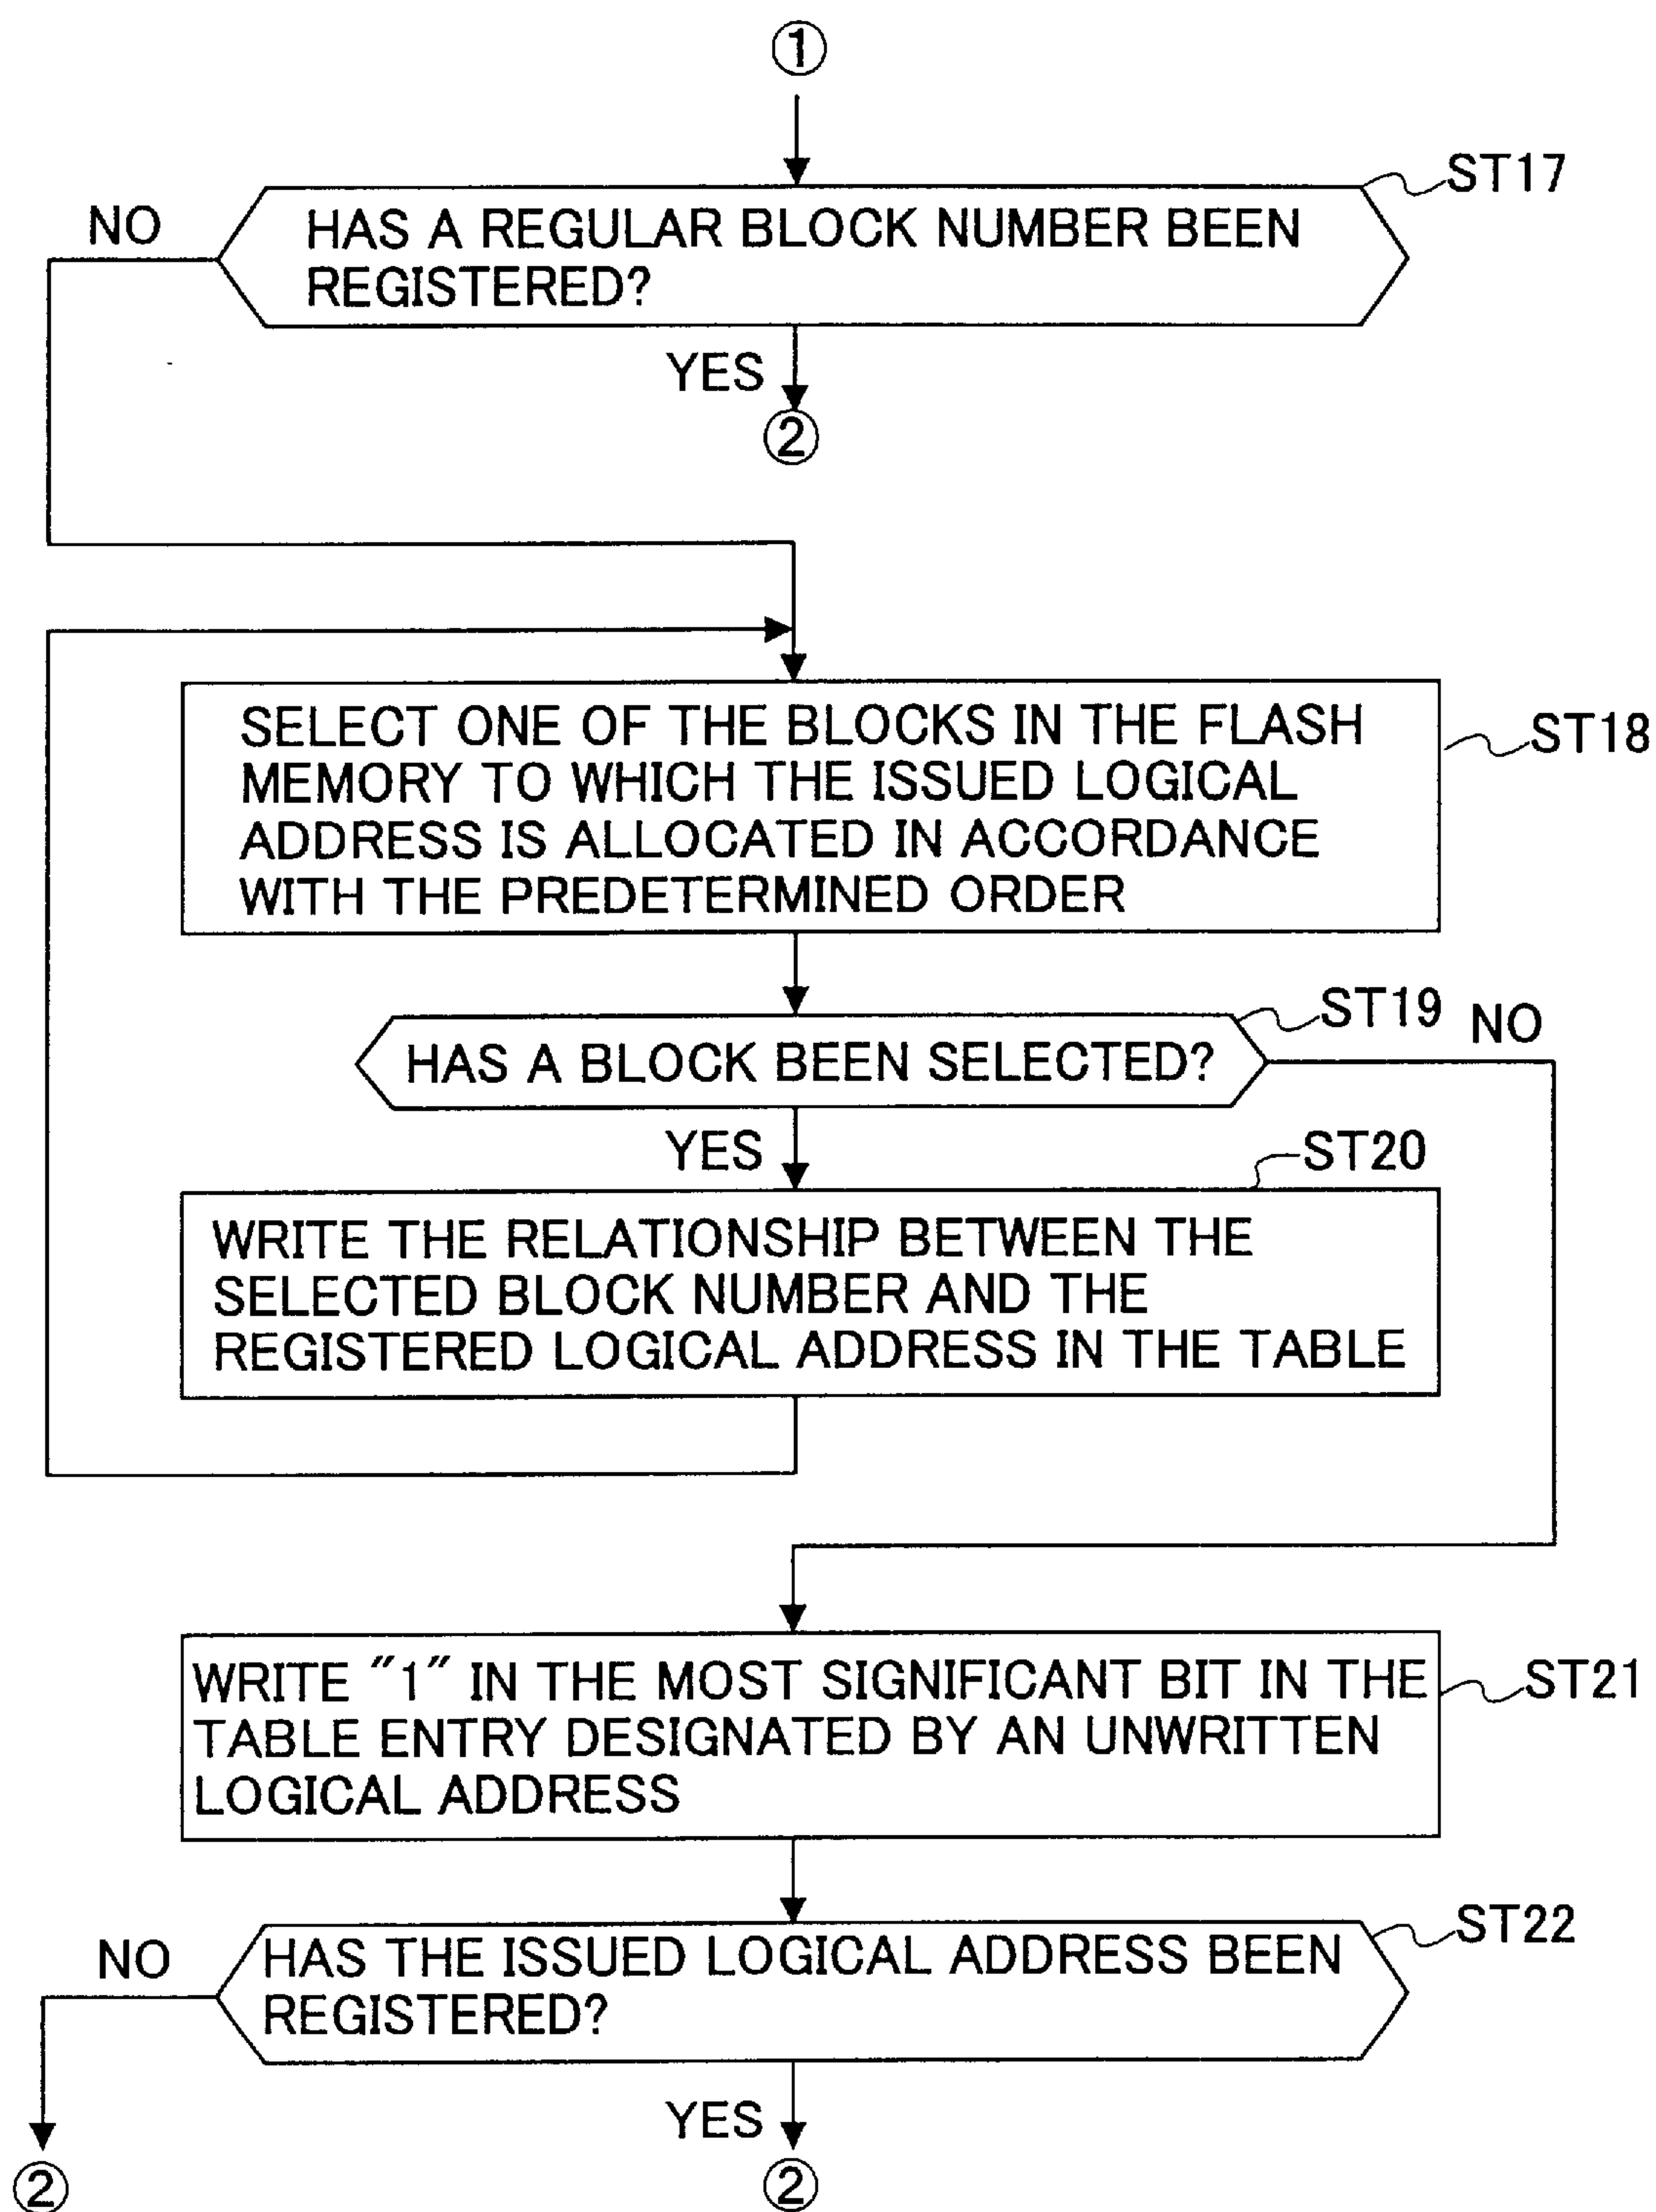 ①
ST17
NO
HAS A REGULAR BLOCK NUMBER BEEN
REGISTERED?
YES
②
SELECT ONE OF THE BLOCKS IN THE FLASH
MEMORY TO WHICH THE ISSUED LOGICAL
ADDRESS IS ALLOCATED IN ACCORDANCE
WITH THE PREDETERMINED ORDER
ST18
ST19
NO
HAS A BLOCK BEEN SELECTED?
YES
ST20
WRITE THE RELATIONSHIP BETWEEN THE
SELECTED BLOCK NUMBER AND THE
REGISTERED LOGICAL ADDRESS IN THE TABLE
WRITE "1" IN THE MOST SIGNIFICANT BIT IN THE
TABLE ENTRY DESIGNATED BY AN UNWRITTEN
LOGICAL ADDRESS
ST21
ST22
NO
HAS THE ISSUED LOGICAL ADDRESS BEEN
REGISTERED?
YES
②
②